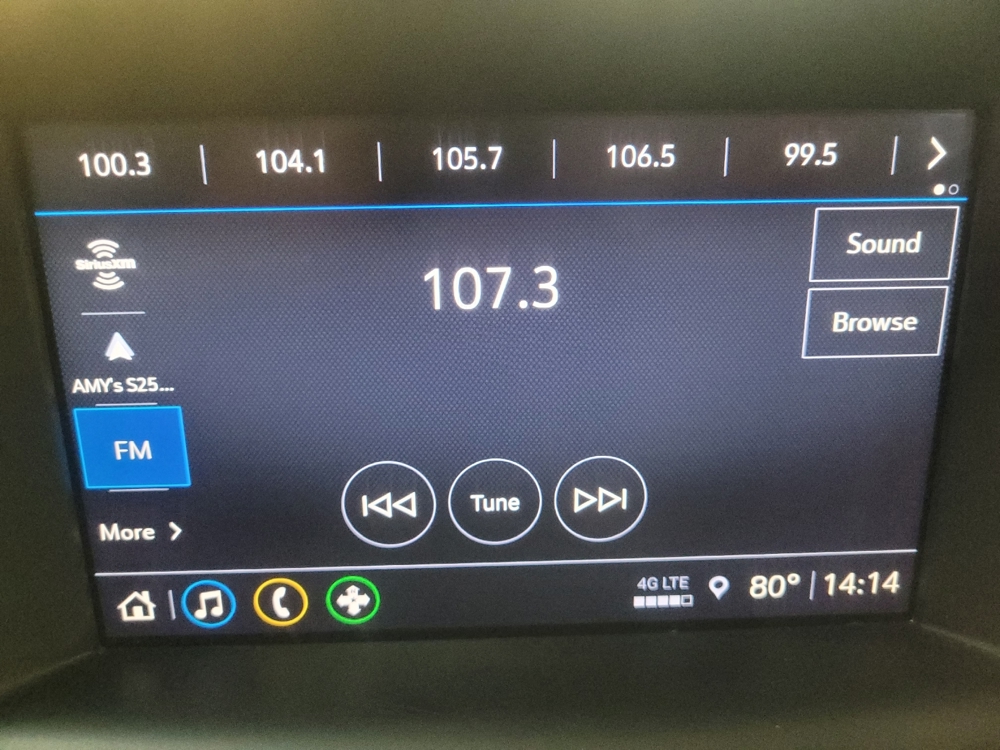 100.3 | 104.1 | 105.7 | 106.5 | 99.5 |
SiriusXM
107.3
Sound
Browse
AMY's S25...
FM
Tune
More
4G LTE
80° | 14:14